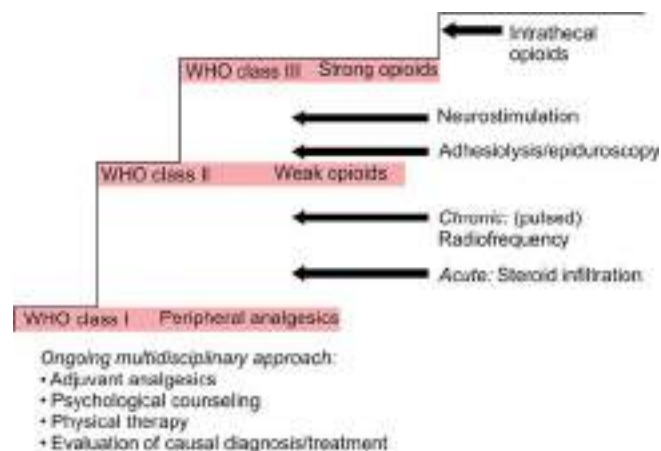 Intrathecal
opioids
WHO class III Strong opioids
Neurostimulation
Adhesiolysis/epiduroscopy
WHO class II Weak opioids
Chronic: (pulsed)
Radiofrequency
Acute: Steroid infiltration
WHO class I Peripheral analgesics
Ongoing multidisciplinary approach:
• Adjuvant analgesics
• Psychological counseling
• Physical therapy
• Evaluation of causal diagnosis/treatment